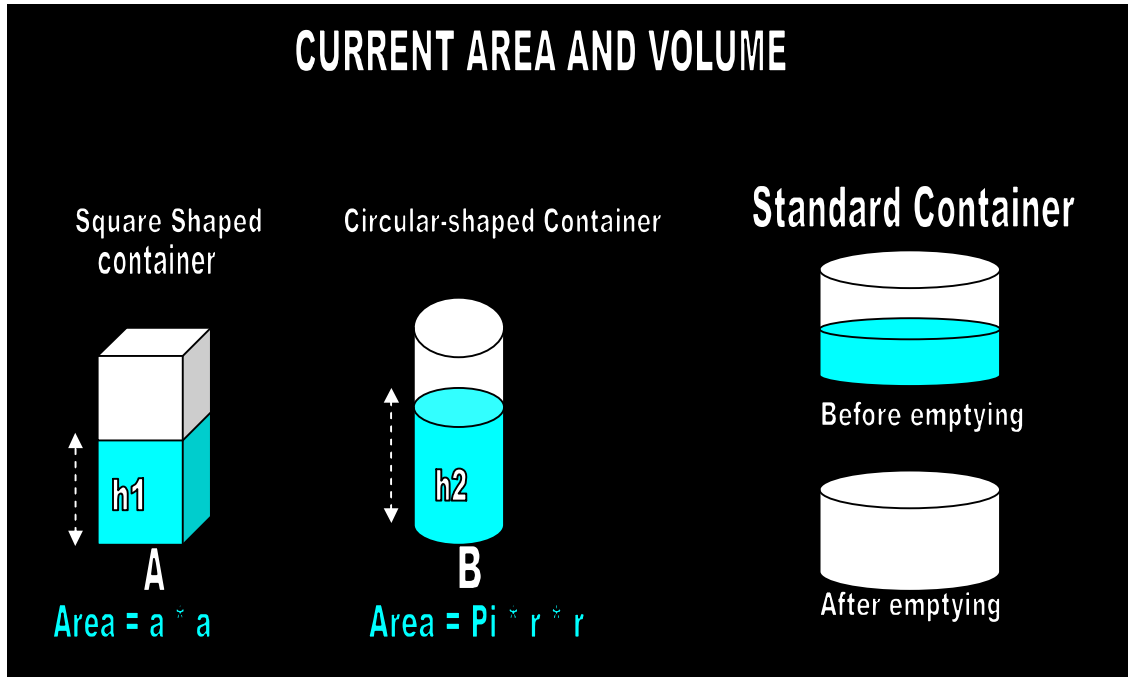 CURRENT AREA AND VOLUME
Square Shaped
container
Circular-shaped Container
Standard Container
Before emptying
h1
h2
A
B
After emptying
Area = a * a
Area = Pi * r * r